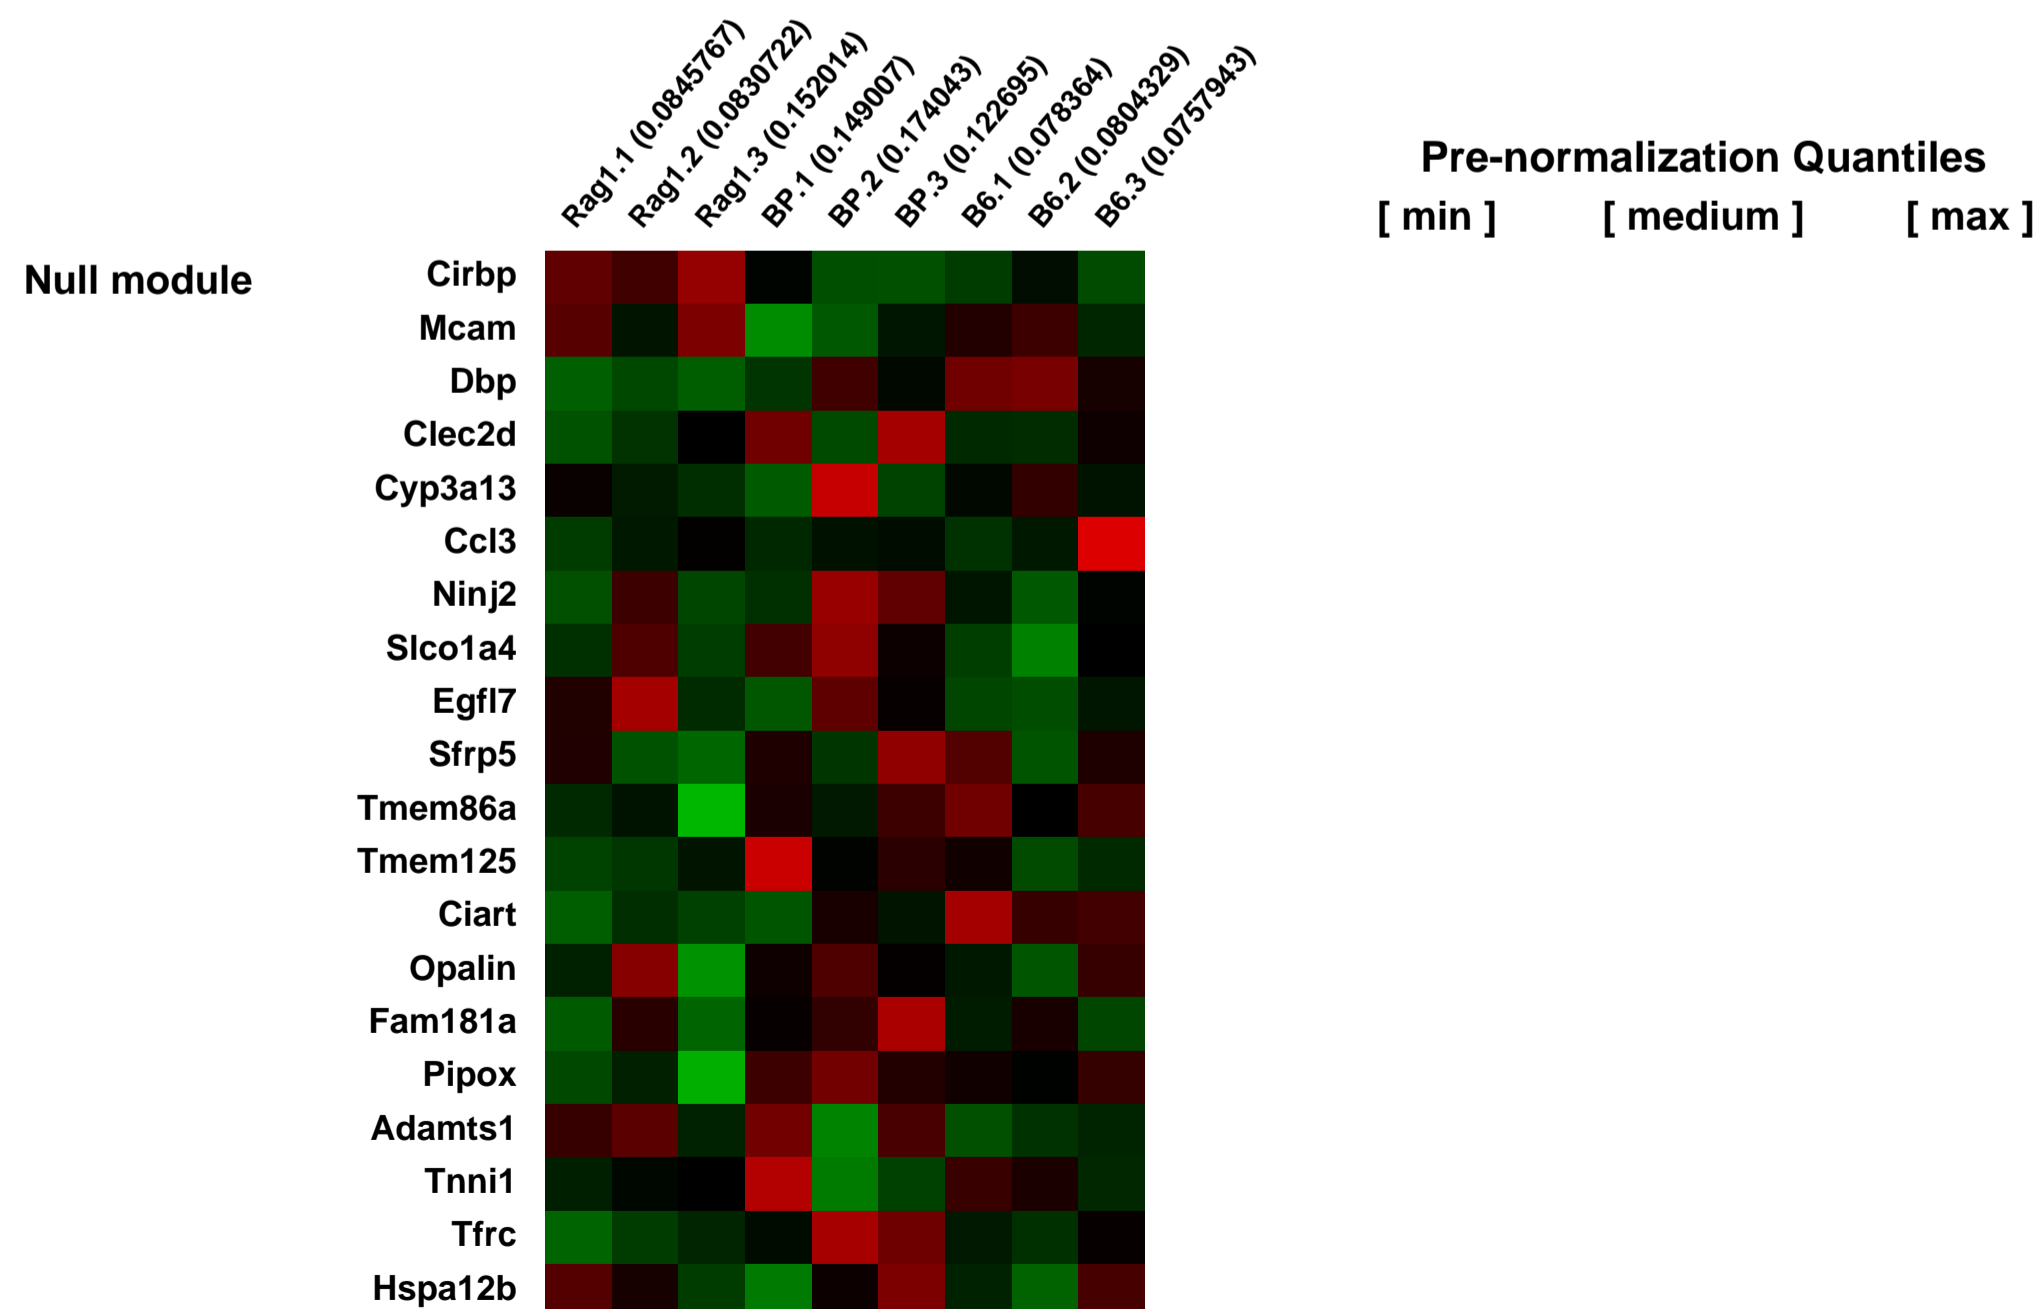 Rag1.1 (0.0845767)
Rag1.2 (0.0830722)
Rag1.3 (0.152014)
BP.1 (0.149007)
BP.2 (0.174043)
BP.3 (0.122695)
B6.1 (0.078364)
B6.2 (0.0804329)
B6.3 (0.0757943)
Pre-normalization Quantiles
[ min ] [ medium ] [ max ]
Null module
Cirbp
Mcam
Dbp
Clec2d
Cyp3a13
Ccl3
Ninj2
Slco1a4
Egfl7
Sfrp5
Tmem86a
Tmem125
Ciart
Opalin
Fam181a
Pipox
Adamts1
Tnni1
Tfrc
Hspa12b